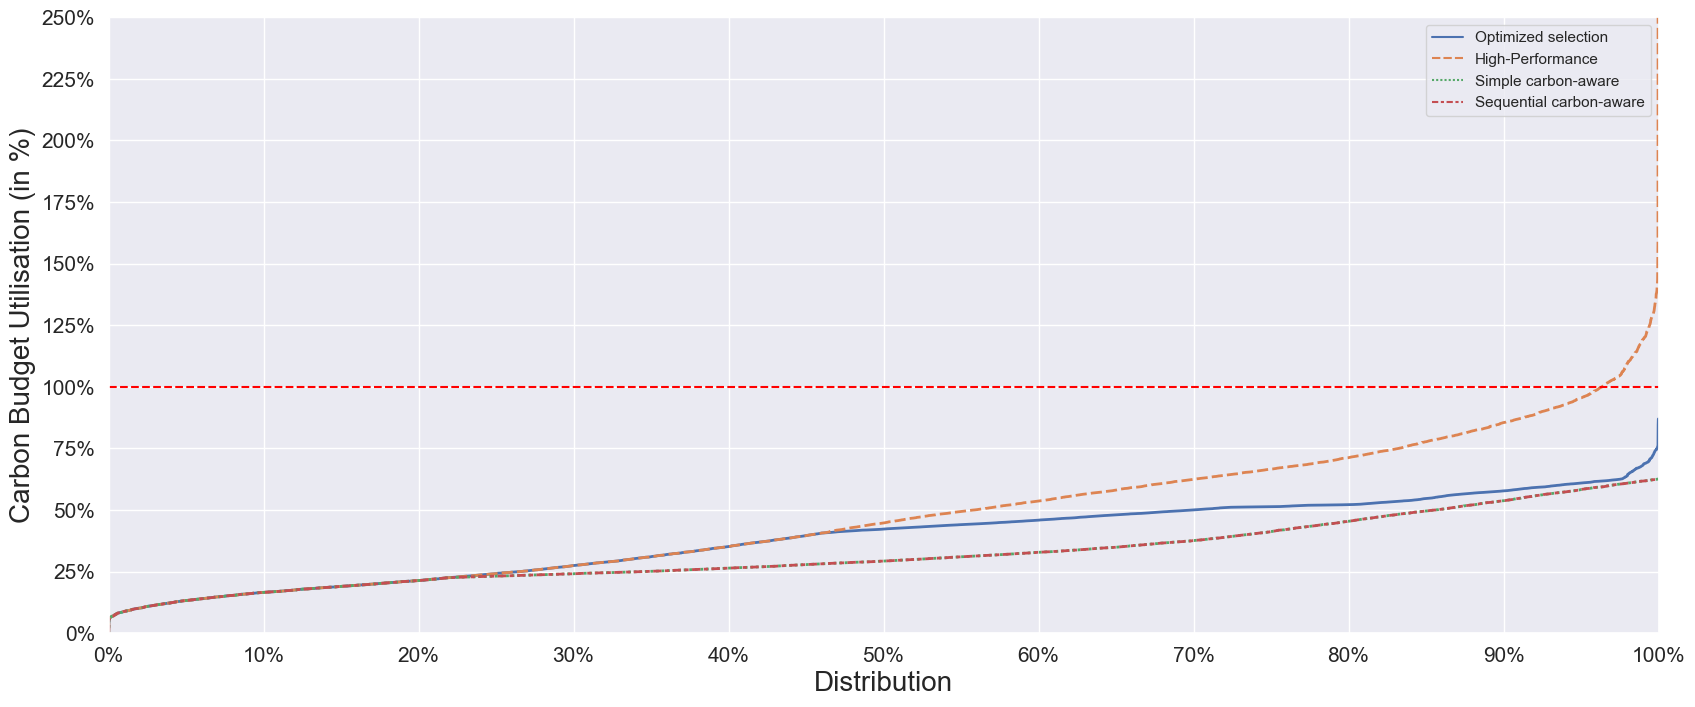 250%
225%
200%
175%
150%
125%
100%
75%
50%
25%
0%
Carbon Budget Utilisation (in %)
Optimized selection
High-Performance
Simple carbon-aware
Sequential carbon-aware
0% 10% 20% 30% 40% 50% 60% 70% 80% 90% 100%
Distribution